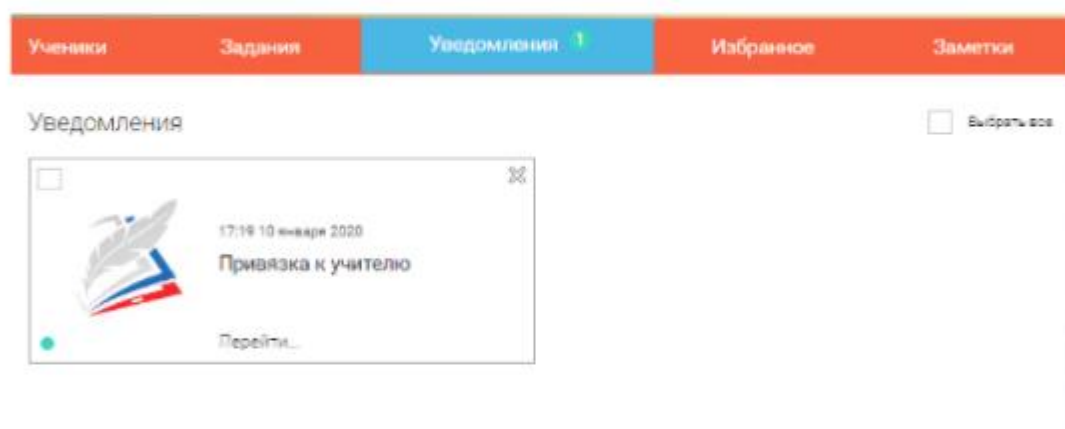 Ученики Задания Уведомления 1 Избранное Заметки
Уведомления
Выбрать все
17:19 10 января 2020
Привязка к учителю
Перейти...